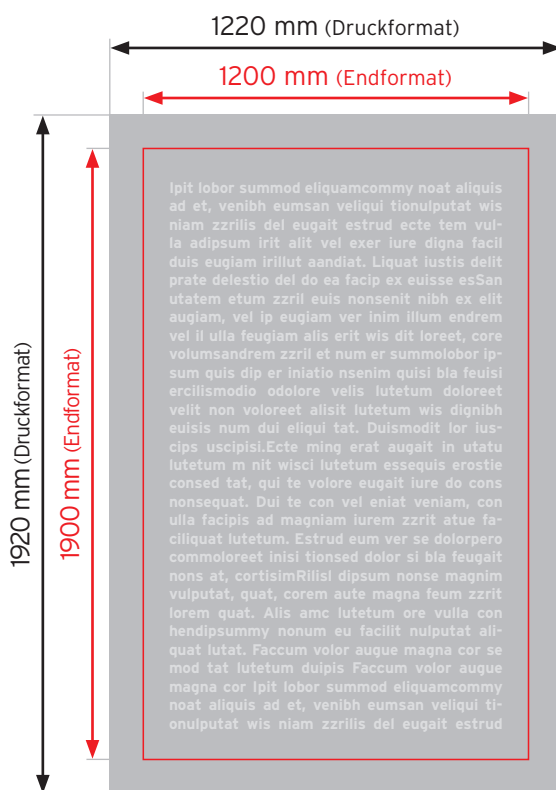 1220 mm (Druckformat)
1200 mm (Endformat)
1920 mm (Druckformat)
1900 mm (Endformat)
Ipit lobor summod eliquamcommy noat aliquis
ad et, venibh eumsan veliqui tionulputat wis
niam zzrilis del eugait estrud ecte tem vul-
la adipsum irit alit vel exer iure digna facil
duis eugiam irillut aandiat. Liquat iustis delit
prate delestio del do ea facip ex euisse esSan
utatem etum zzril euis nonsenit nibh ex elit
augiam, vel ip eugiam ver inim illum endrem
vel il ulla feugiam alis erit wis dit loreet, core
volumsandrem zzril et num er summolobor ip-
sum quis dip er iniatio nsenim quisi bla feuisi
ercilismodio odolore velis lutetum doloreet
velit non voloreet alisit lutetum wis dignibh
euisis num dui eliqui tat. Duismodit lor ius-
cips uscipisi.Ecte ming erat augait in utatu
lutetum m nit wisci lutetum essequis erostie
consed tat, qui te volore eugait iure do cons
nonsequat. Dui te con vel eniat veniam, con
ulla facipis ad magniam iurem zzrit atue fa-
ciliquat lutetum. Estrud eum ver se dolorpero
commoloreet inisi tionsed dolor si bla feugait
nons at, cortisimRilisl dipsum nonse magnim
vulputat, quat, corem aute magna feum zzrit
lorem quat. Alis amc lutetum ore vulla con
hendipsummy nonum eu facilit nulputat ali-
quat lutat. Faccum volor augue magna cor se
mod tat lutetum duipis Faccum volor augue
magna cor Ipit lobor summod eliquamcommy
noat aliquis ad et, venibh eumsan veliqui ti-
onulputat wis niam zzrilis del eugait estrud